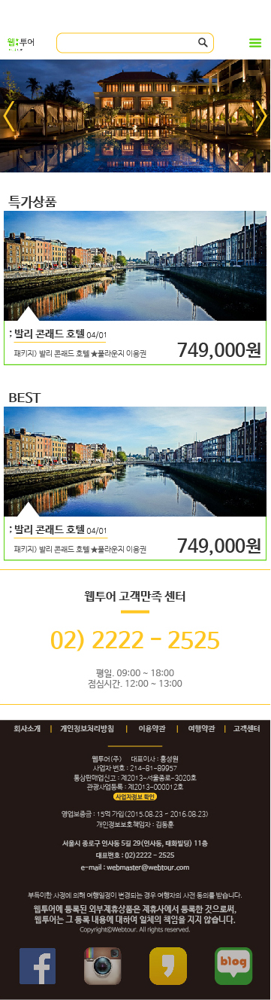 웹투어
특가상품
; 발리 콘래드 호텔 04/01
패키지) 발리 콘래드 호텔★풀라운지 이용권
749,000원
BEST
; 발리 콘래드 호텔 04/01
패키지) 발리 콘래드 호텔★풀라운지 이용권
749,000원
웹투어 고객만족 센터
02) 2222 - 2525
평일. 09:00 ~ 18:00
점심시간. 12:00 ~ 13:00
회사소개 | 개인정보처리방침 | 이용약관 | 여행약관 | 고객센터
웹투어(주) 대표이사 : 홍성원
사업자 번호 : 214-81-89957
통상판매업신고 : 제2013-서울종로-3020호
관광사업등록 : 제2013-000012호
사업자정보 확인
영업보증금 : 15억 가입(2015.08.23 ~ 2016.08.23)
개인정보보호책임자 : 김동훈
서울시 종로구 인사동 5길 29(인사동, 태화빌딩) 11층
대표번호 : 02)2222 - 2525
e-mail : webmaster@webtour.com
부득이한 사정에 의해 여행일정이 변경되는 경우 여행자의 사전 동의를 받습니다.
웹투어에 등록된 외부제휴상품은 제휴사에서 등록한 것으로써,
웹투어는 그 등록 내용에 대하여 일체의 책임을 지지 않습니다.
Copyright©Webtour. All rights reserved.
blog